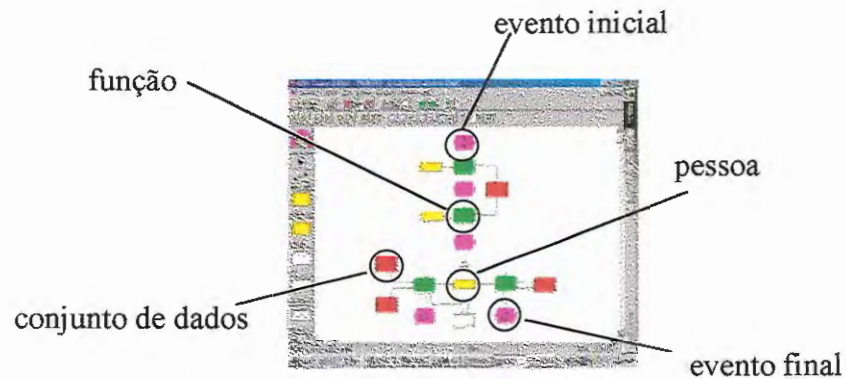 evento inicial
função
pessoa
conjunto de dados
evento final